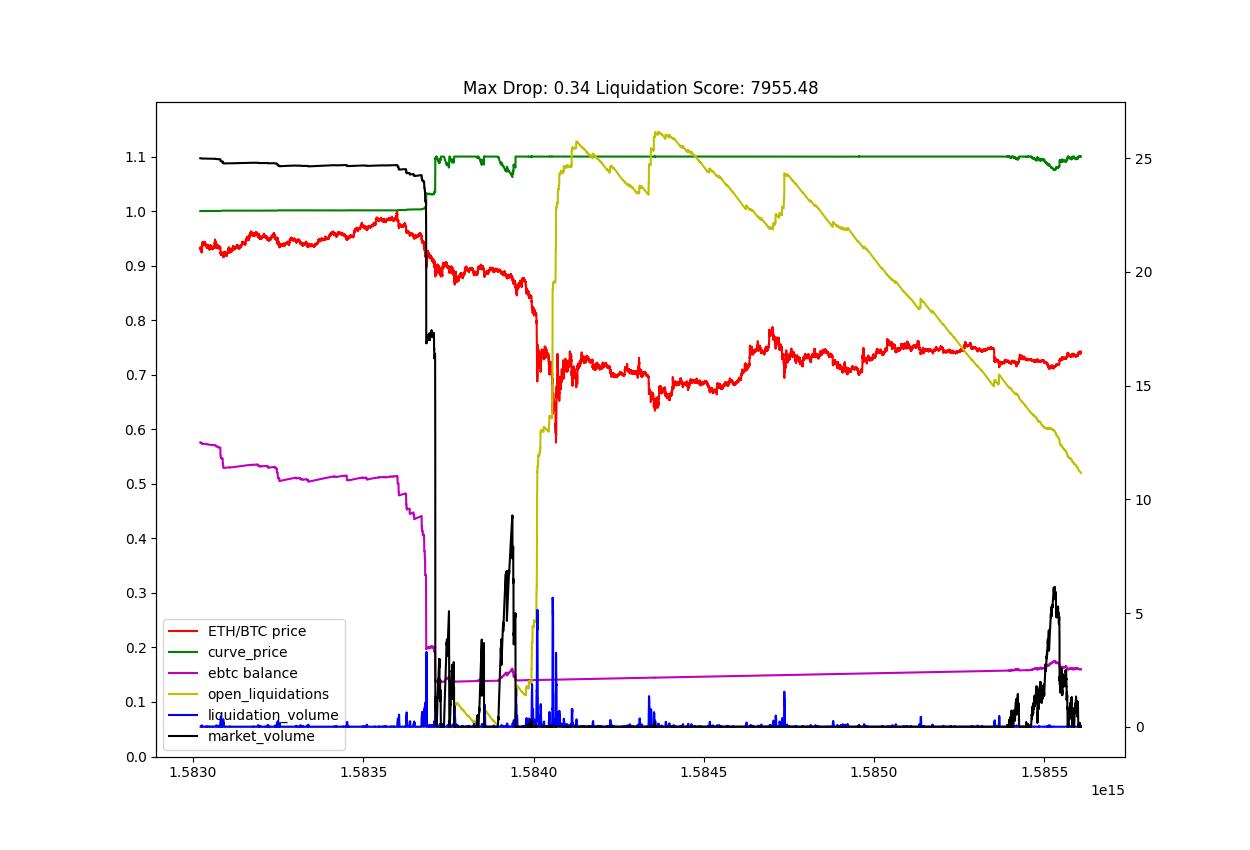 Max Drop: 0.34 Liquidation Score: 7955.48
1.1
1.0
0.9
0.8
0.7
0.6
0.5
0.4
0.3
0.2
0.1
0.0
25
20
15
10
5
0
ETH/BTC price
curve_price
ebtc balance
open_liquidations
liquidation_volume
market_volume
1.5830 1.5835 1.5840 1.5845 1.5850 1.5855
1e15